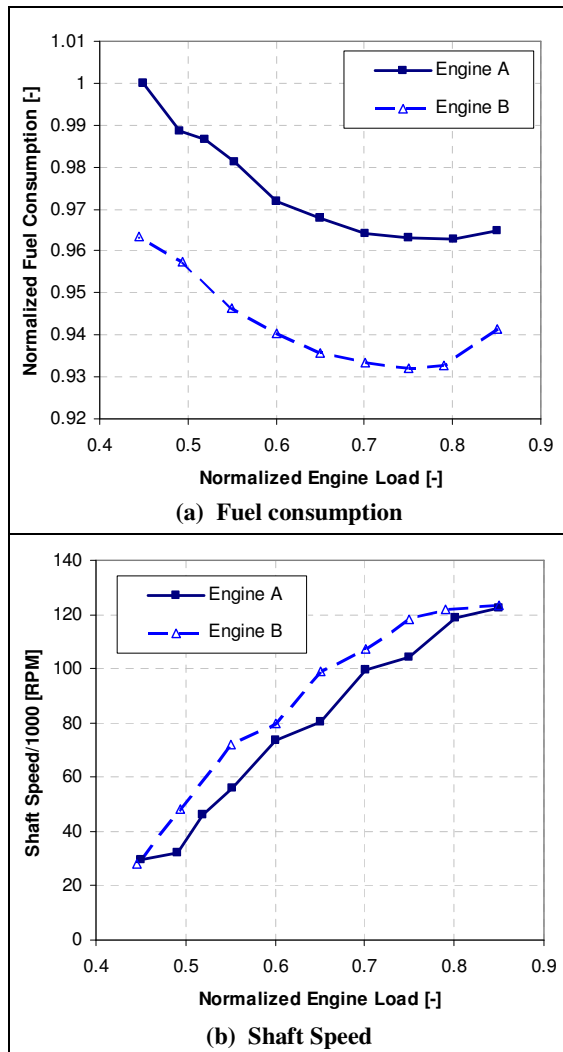 1.01
1
0.99
0.98
0.97
0.96
0.95
0.94
0.93
0.92
Normalized Fuel Consumption [-]
Engine A
Engine B
0.4 0.5 0.6 0.7 0.8 0.9
Normalized Engine Load [-]
(a) Fuel consumption
140
120
100
80
60
40
20
0
Shaft Speed/1000 [RPM]
Engine A
Engine B
0.4 0.5 0.6 0.7 0.8 0.9
Normalized Engine Load [-]
(b) Shaft Speed